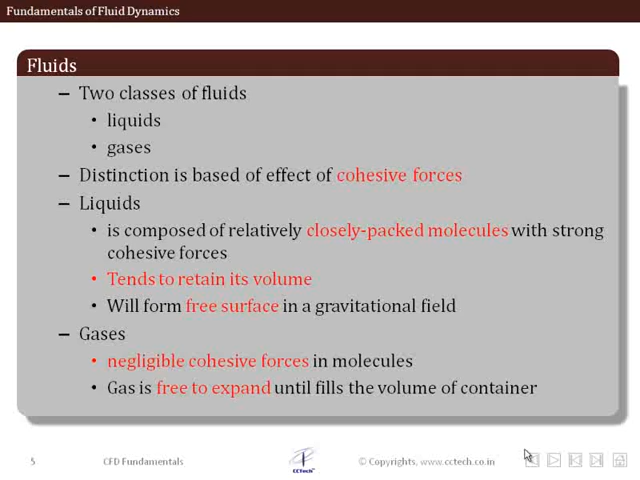 Fundamentals of Fluid Dynamics
Fluids
– Two classes of fluids
• liquids
• gases
– Distinction is based of effect of cohesive forces
– Liquids
• is composed of relatively closely-packed molecules with strong
cohesive forces
• Tends to retain its volume
• Will form free surface in a gravitational field
– Gases
• negligible cohesive forces in molecules
• Gas is free to expand until fills the volume of container
5 CFD Fundamentals CCTech™ © Copyrights, www.cctech.co.in